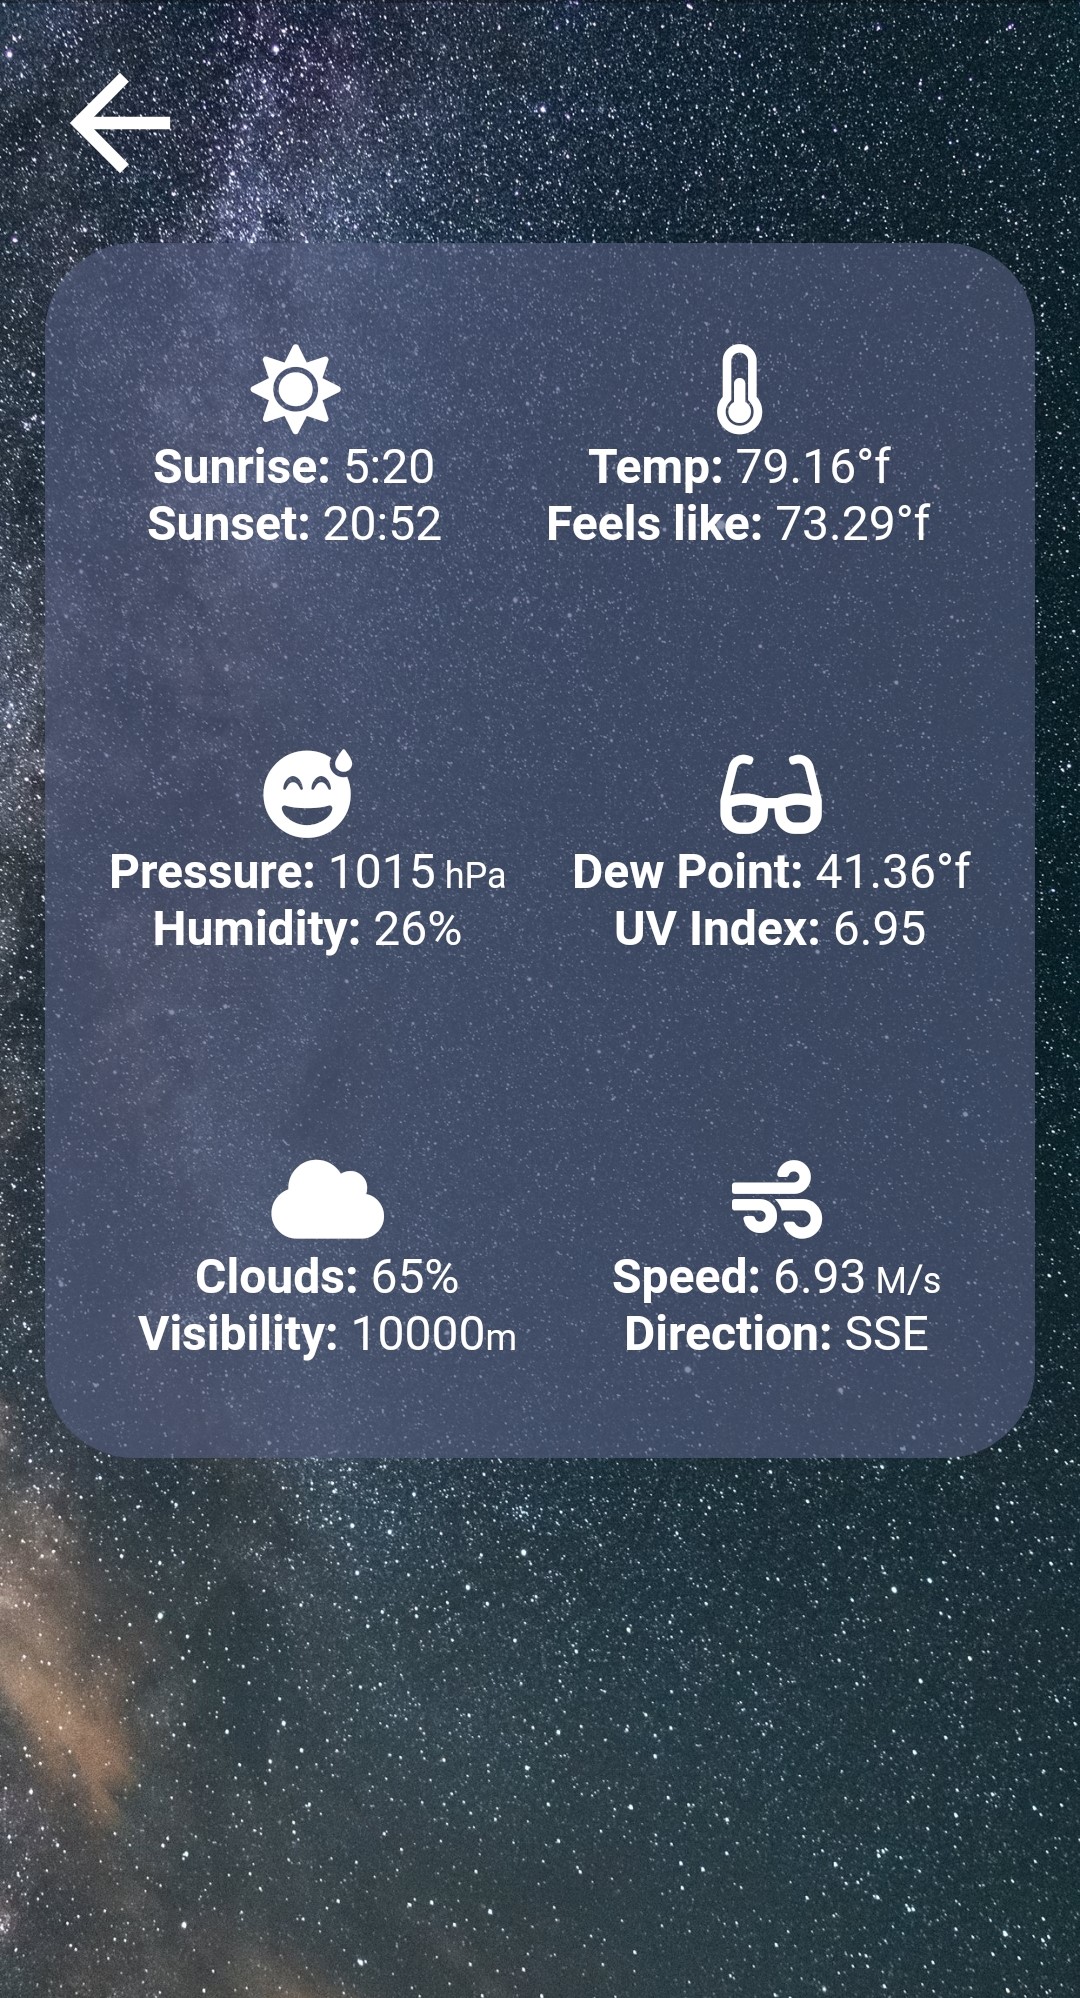 Sunrise: 5:20
Sunset: 20:52
Temp: 79.16°f
Feels like: 73.29°f
Pressure: 1015 hPa
Humidity: 26%
Dew Point: 41.36°f
UV Index: 6.95
Clouds: 65%
Visibility: 10000m
Speed: 6.93 M/s
Direction: SSE